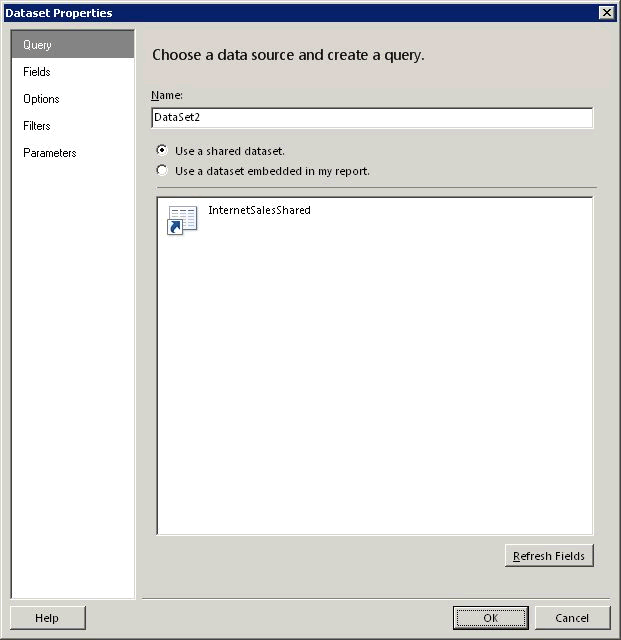 Dataset Properties
Query
Fields
Options
Filters
Parameters
Choose a data source and create a query.
Name:
DataSet2
Use a shared dataset.
Use a dataset embedded in my report.
InternetSalesShared
Refresh Fields
Help
OK
Cancel